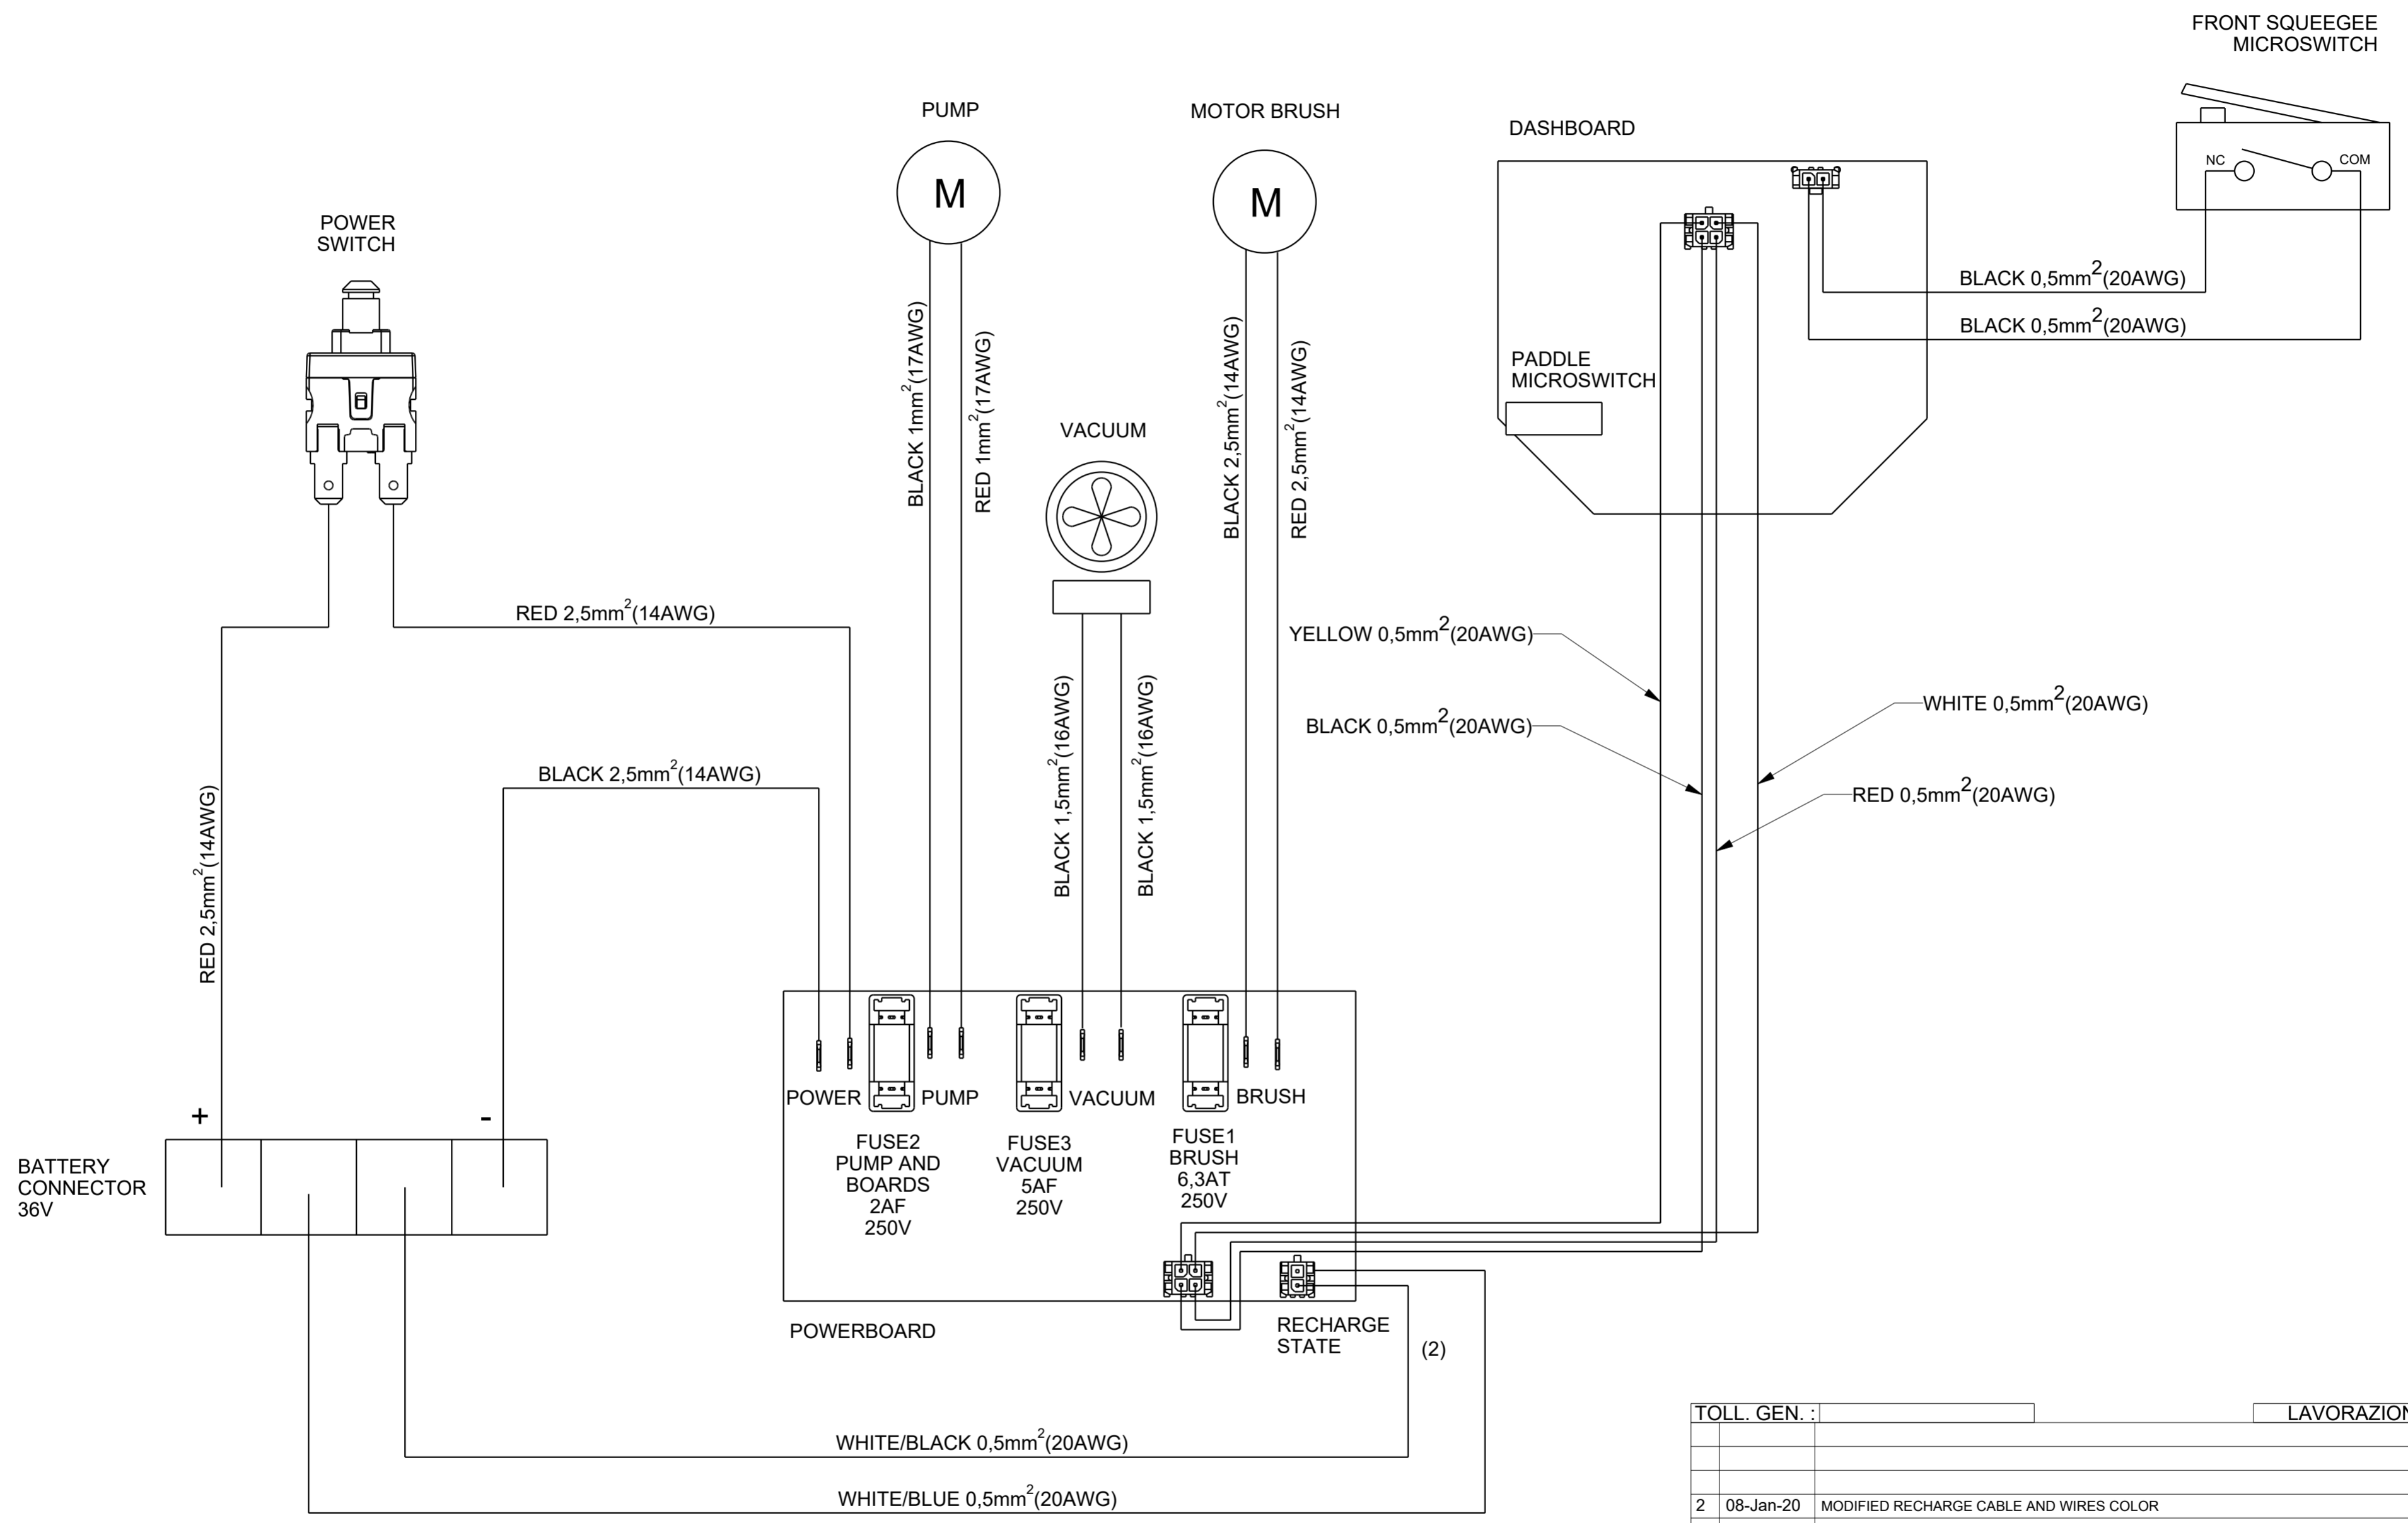 FRONT SQUEEGEE
MICROSWITCH
PUMP
MOTOR BRUSH
DASHBOARD
M
M
NC
COM
POWER
SWITCH
BLACK 0,5mm²(20AWG)
BLACK 0,5mm²(20AWG)
BLACK 1mm²(17AWG)
RED 1mm²(17AWG)
BLACK 2,5mm²(14AWG)
RED 2,5mm²(14AWG)
PADDLE
MICROSWITCH
VACUUM
RED 2,5mm²(14AWG)
YELLOW 0,5mm²(20AWG)
BLACK 0,5mm²(20AWG)
WHITE 0,5mm²(20AWG)
RED 0,5mm²(20AWG)
BLACK 1,5mm²(16AWG)
BLACK 1,5mm²(16AWG)
BLACK 2,5mm²(14AWG)
RED 2,5mm²(14AWG)
+
-
BATTERY
CONNECTOR
36V
POWER
PUMP
VACUUM
BRUSH
FUSE2
PUMP AND
BOARDS
2AF
250V
FUSE3
VACUUM
5AF
250V
FUSE1
BRUSH
6,3AT
250V
POWERBOARD
RECHARGE
STATE
(2)
WHITE/BLACK 0,5mm²(20AWG)
WHITE/BLUE 0,5mm²(20AWG)
TOLL. GEN. :
LAVORAZION
2 08-Jan-20 MODIFIED RECHARGE CABLE AND WIRES COLOR